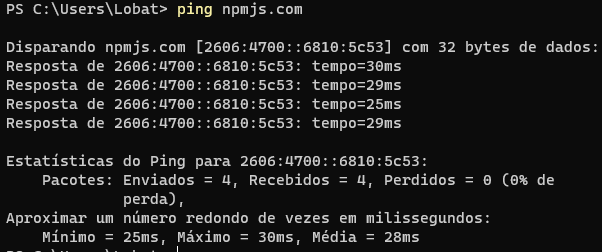 PS C:\Users\Lobat> ping npmjs.com
Disparando npmjs.com [2606:4700::6810:5c53] com 32 bytes de dados:
Resposta de 2606:4700::6810:5c53: tempo=30ms
Resposta de 2606:4700::6810:5c53: tempo=29ms
Resposta de 2606:4700::6810:5c53: tempo=25ms
Resposta de 2606:4700::6810:5c53: tempo=29ms
Estatísticas do Ping para 2606:4700::6810:5c53:
Pacotes: Enviados = 4, Recebidos = 4, Perdidos = 0 (0% de
perda),
Aproximar um número redondo de vezes em milissegundos:
Mínimo = 25ms, Máximo = 30ms, Média = 28ms